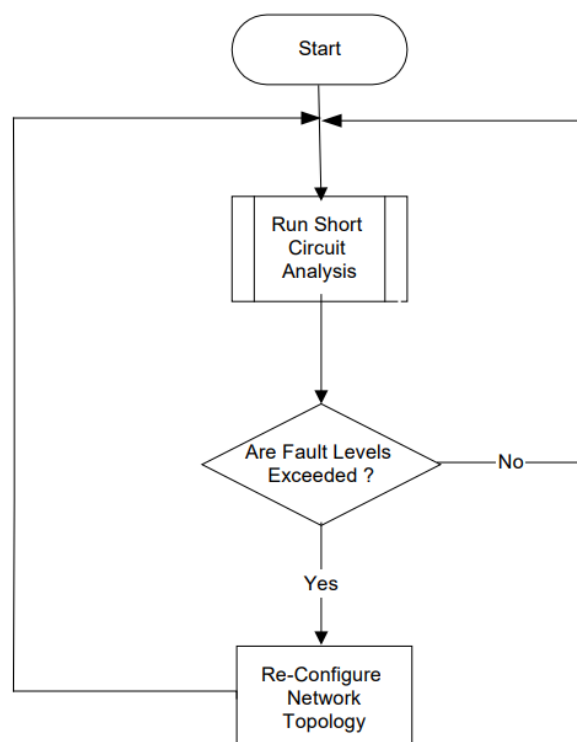 Start
Run Short
Circuit
Analysis
Are Fault Levels
Exceeded ?
No
Yes
Re-Configure
Network
Topology